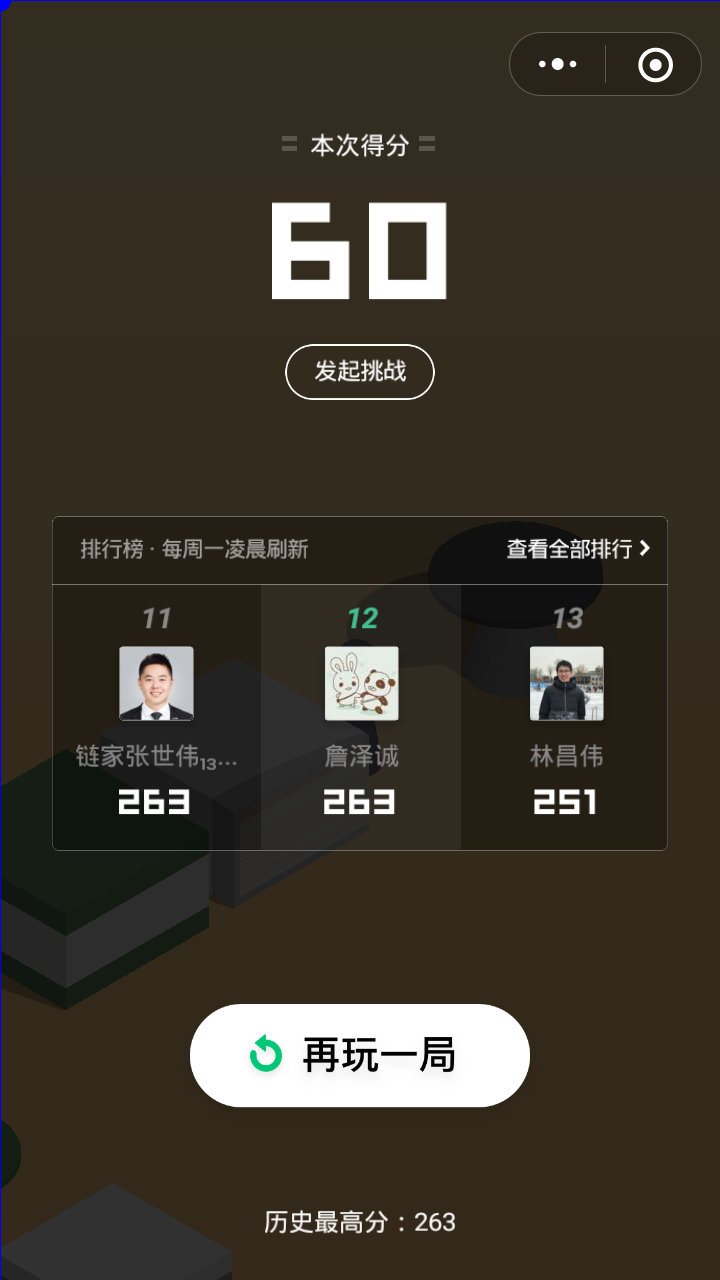 本次得分
60
发起挑战
排行榜 · 每周一凌晨刷新 查看全部排行
11 12 13
链家张世伟13... 詹泽诚 林昌伟
263 263 251
再玩一局
历史最高分：263